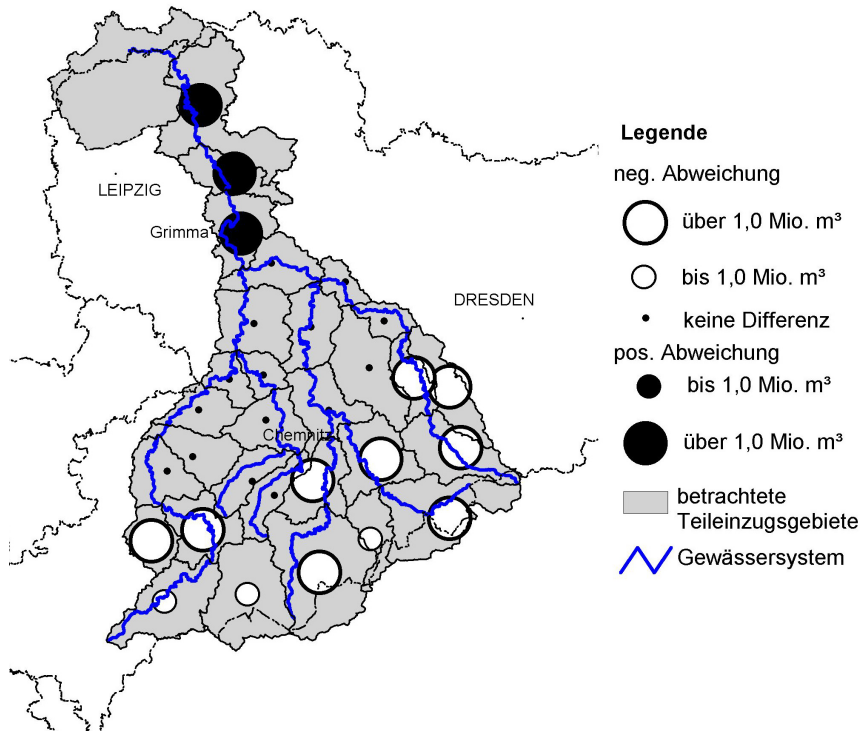 LEIPZIG
Grimma
DRESDEN
Chemnitz
Legende
neg. Abweichung
über 1,0 Mio. m³
bis 1,0 Mio. m³
keine Differenz
pos. Abweichung
bis 1,0 Mio. m³
über 1,0 Mio. m³
betrachtete
Teileinzugsgebiete
Gewässersystem